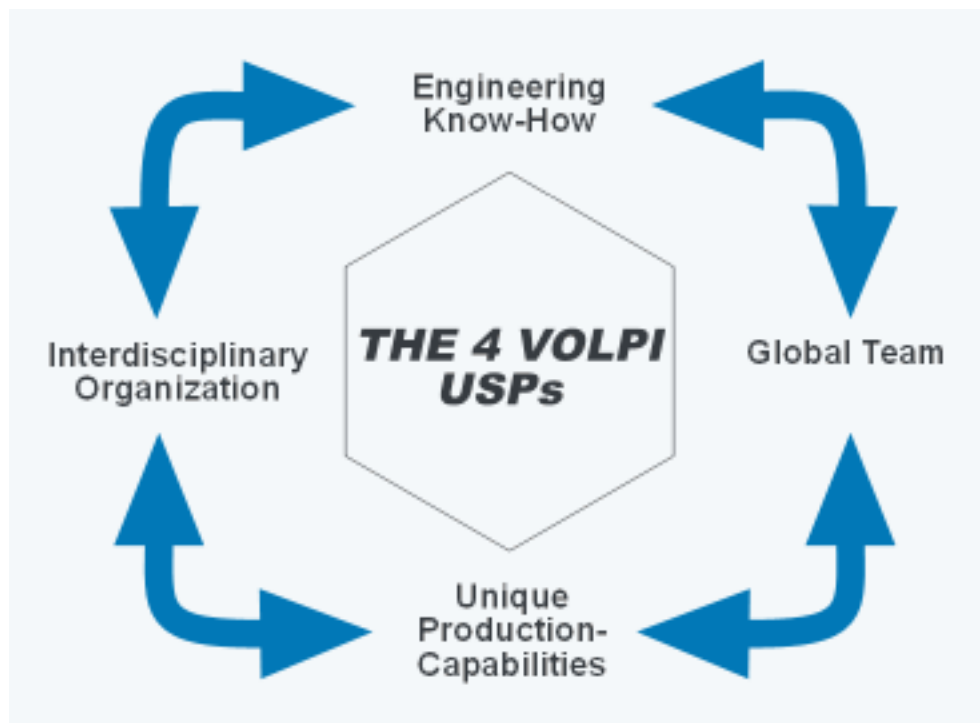 Engineering
Know-How
Interdisciplinary
Organization
THE 4 VOLPI
USPs
Global Team
Unique
Production-
Capabilities